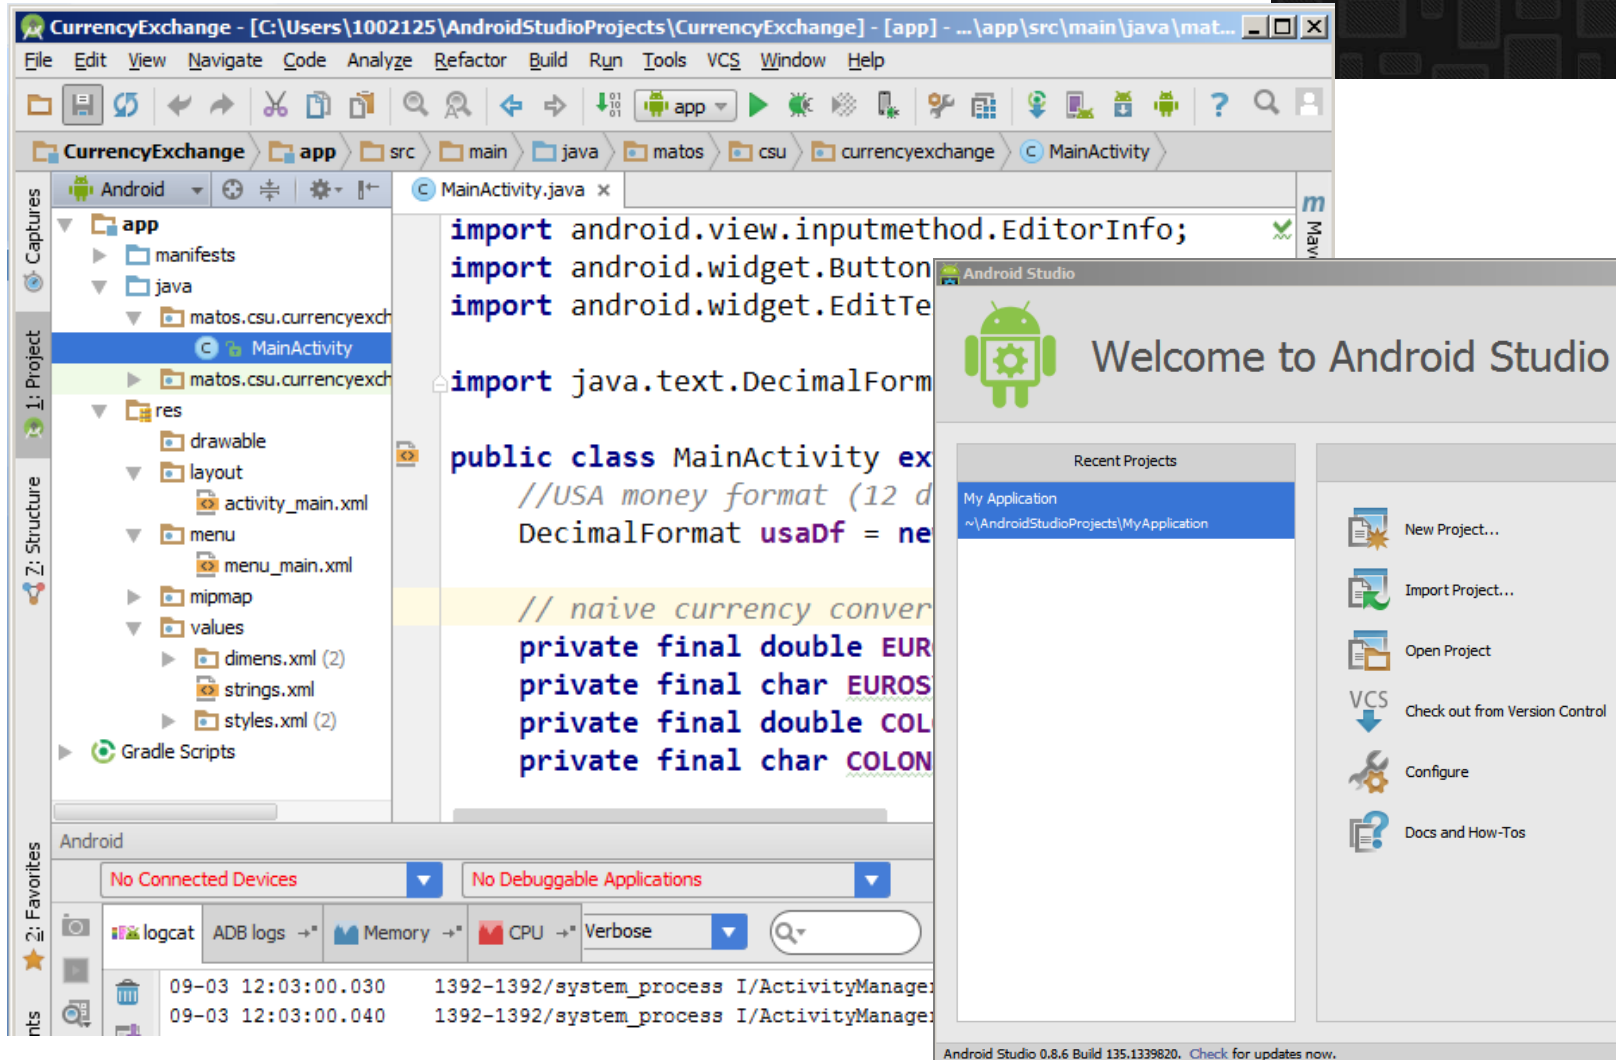 CurrencyExchange - [C:\Users\1002125\AndroidStudioProjects\CurrencyExchange] - [app] - ...\app\src\main\java\mat...
File Edit View Navigate Code Analyze Refactor Build Run Tools VCS Window Help
app
CurrencyExchange app src main java matos csu currencyexchange MainActivity
Captures
1: Project
7: Structure
2: Favorites
Android
app
manifests
java
matos.csu.currencyexch
MainActivity
matos.csu.currencyexch
res
drawable
layout
activity_main.xml
menu
menu_main.xml
mipmap
values
dimens.xml (2)
strings.xml
styles.xml (2)
Gradle Scripts
MainActivity.java
import android.view.inputmethod.EditorInfo;
import android.widget.Button
import android.widget.EditTe
import java.text.DecimalForm
public class MainActivity ex
//USA money format (12 d
DecimalFormat usaDf = ne
// naive currency conver
private final double EUR
private final char EUROS
private final double COL
private final char COLON
Android
No Connected Devices No Debuggable Applications
logcat ADB logs Memory CPU Verbose
09-03 12:03:00.030 1392-1392/system_process I/ActivityManager
09-03 12:03:00.040 1392-1392/system_process I/ActivityManager
Android Studio
Welcome to Android Studio
Recent Projects
My Application
~\AndroidStudioProjects\MyApplication
New Project...
Import Project...
Open Project
VCS
Check out from Version Control
Configure
Docs and How-Tos
Android Studio 0.8.6 Build 135.1339820. Check for updates now.